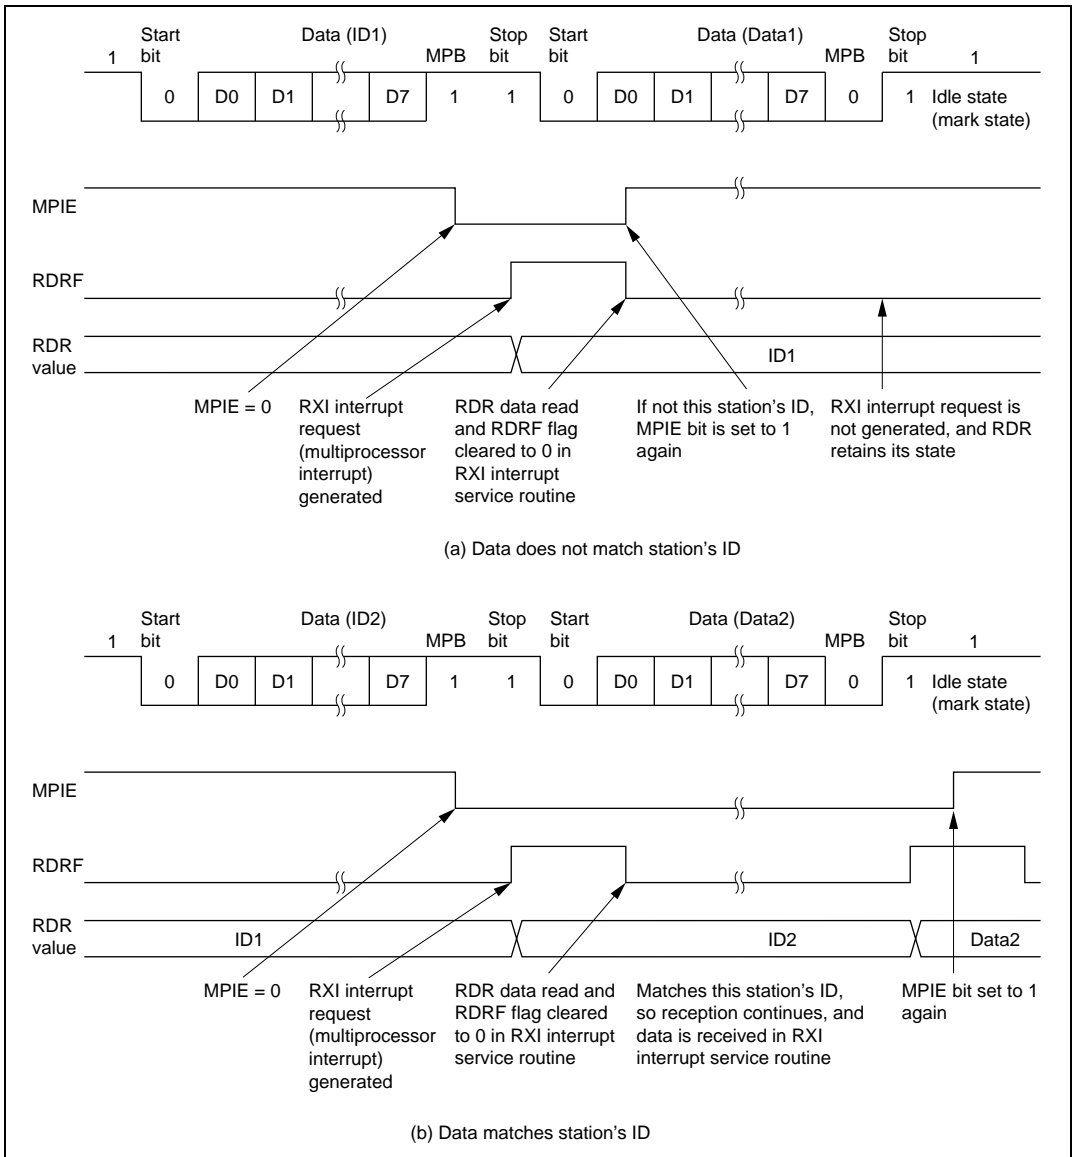 Start Data (ID1) Stop Start Data (Data1) Stop
1 bit MPB bit bit MPB bit 1
0 D0 D1 D7 1 1 0 D0 D1 D7 0 1 Idle state
(mark state)
MPIE
RDRF
RDR
value
ID1
MPIE = 0
RXI interrupt
request
(multiprocessor
interrupt)
generated
RDR data read
and RDRF flag
cleared to 0 in
RXI interrupt
service routine
If not this station's ID,
MPIE bit is set to 1
again
RXI interrupt request is
not generated, and RDR
retains its state
(a) Data does not match station's ID
Start Data (ID2) Stop Start Data (Data2) Stop
1 bit MPB bit bit MPB bit 1
0 D0 D1 D7 1 1 0 D0 D1 D7 0 1 Idle state
(mark state)
MPIE
RDRF
RDR
value
ID1 ID2 Data2
MPIE = 0
RXI interrupt
request
(multiprocessor
interrupt)
generated
RDR data read and
RDRF flag cleared
to 0 in RXI interrupt
service routine
Matches this station's ID,
so reception continues, and
data is received in RXI
interrupt service routine
MPIE bit set to 1
again
(b) Data matches station's ID